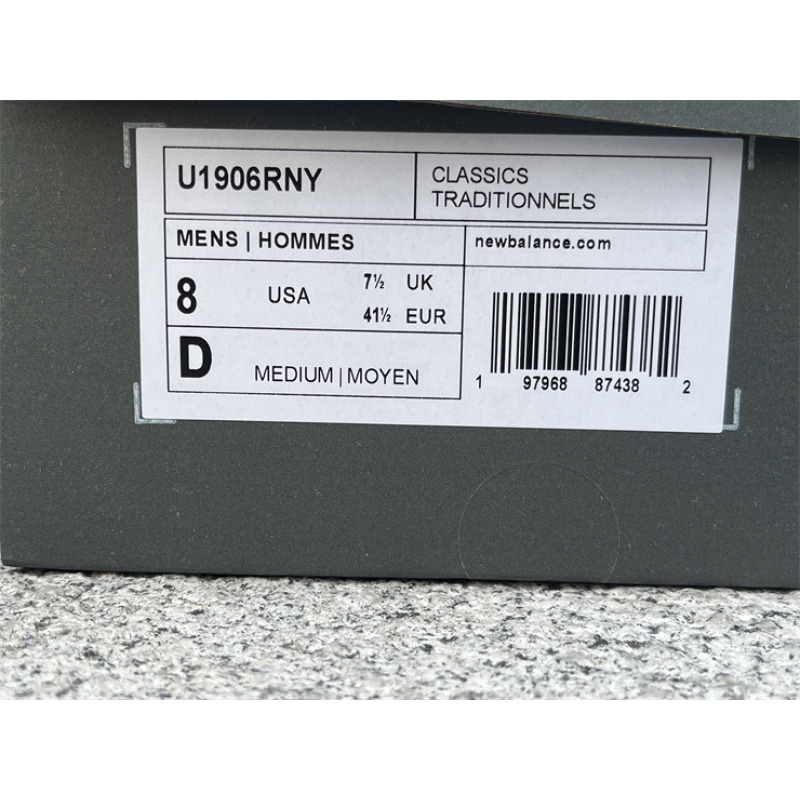 U1906RNY
CLASSICS
TRADITIONNELS
MENS | HOMMES
newbalance.com
8 USA 7½ UK
41½ EUR
D MEDIUM | MOYEN
1 97968 87438 2